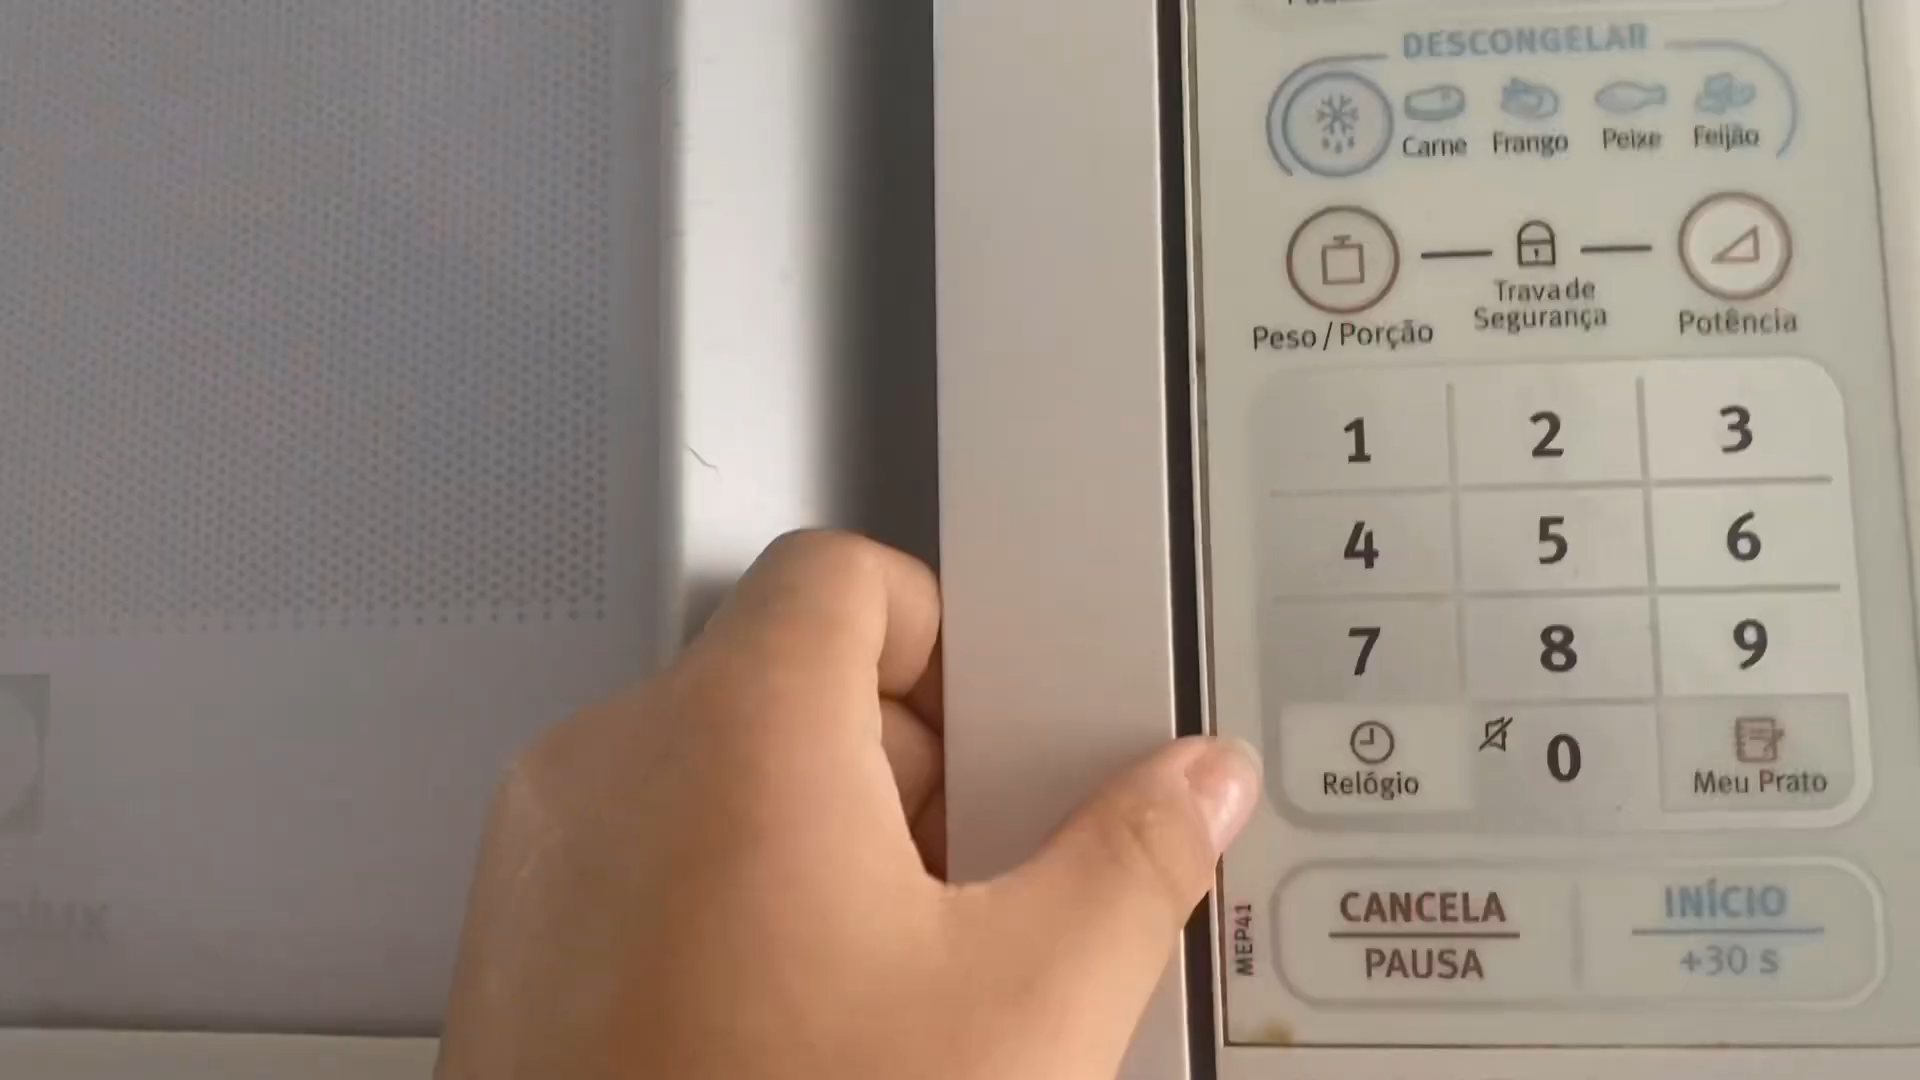 DESCONGELAR
Carne Frango Peixe Feijão
Trava de
Segurança
Peso / Porção
Potência
1 2 3
4 5 6
7 8 9
0
Relógio
Meu Prato
CANCELA
PAUSA
INÍCIO
+30 s
MEP41